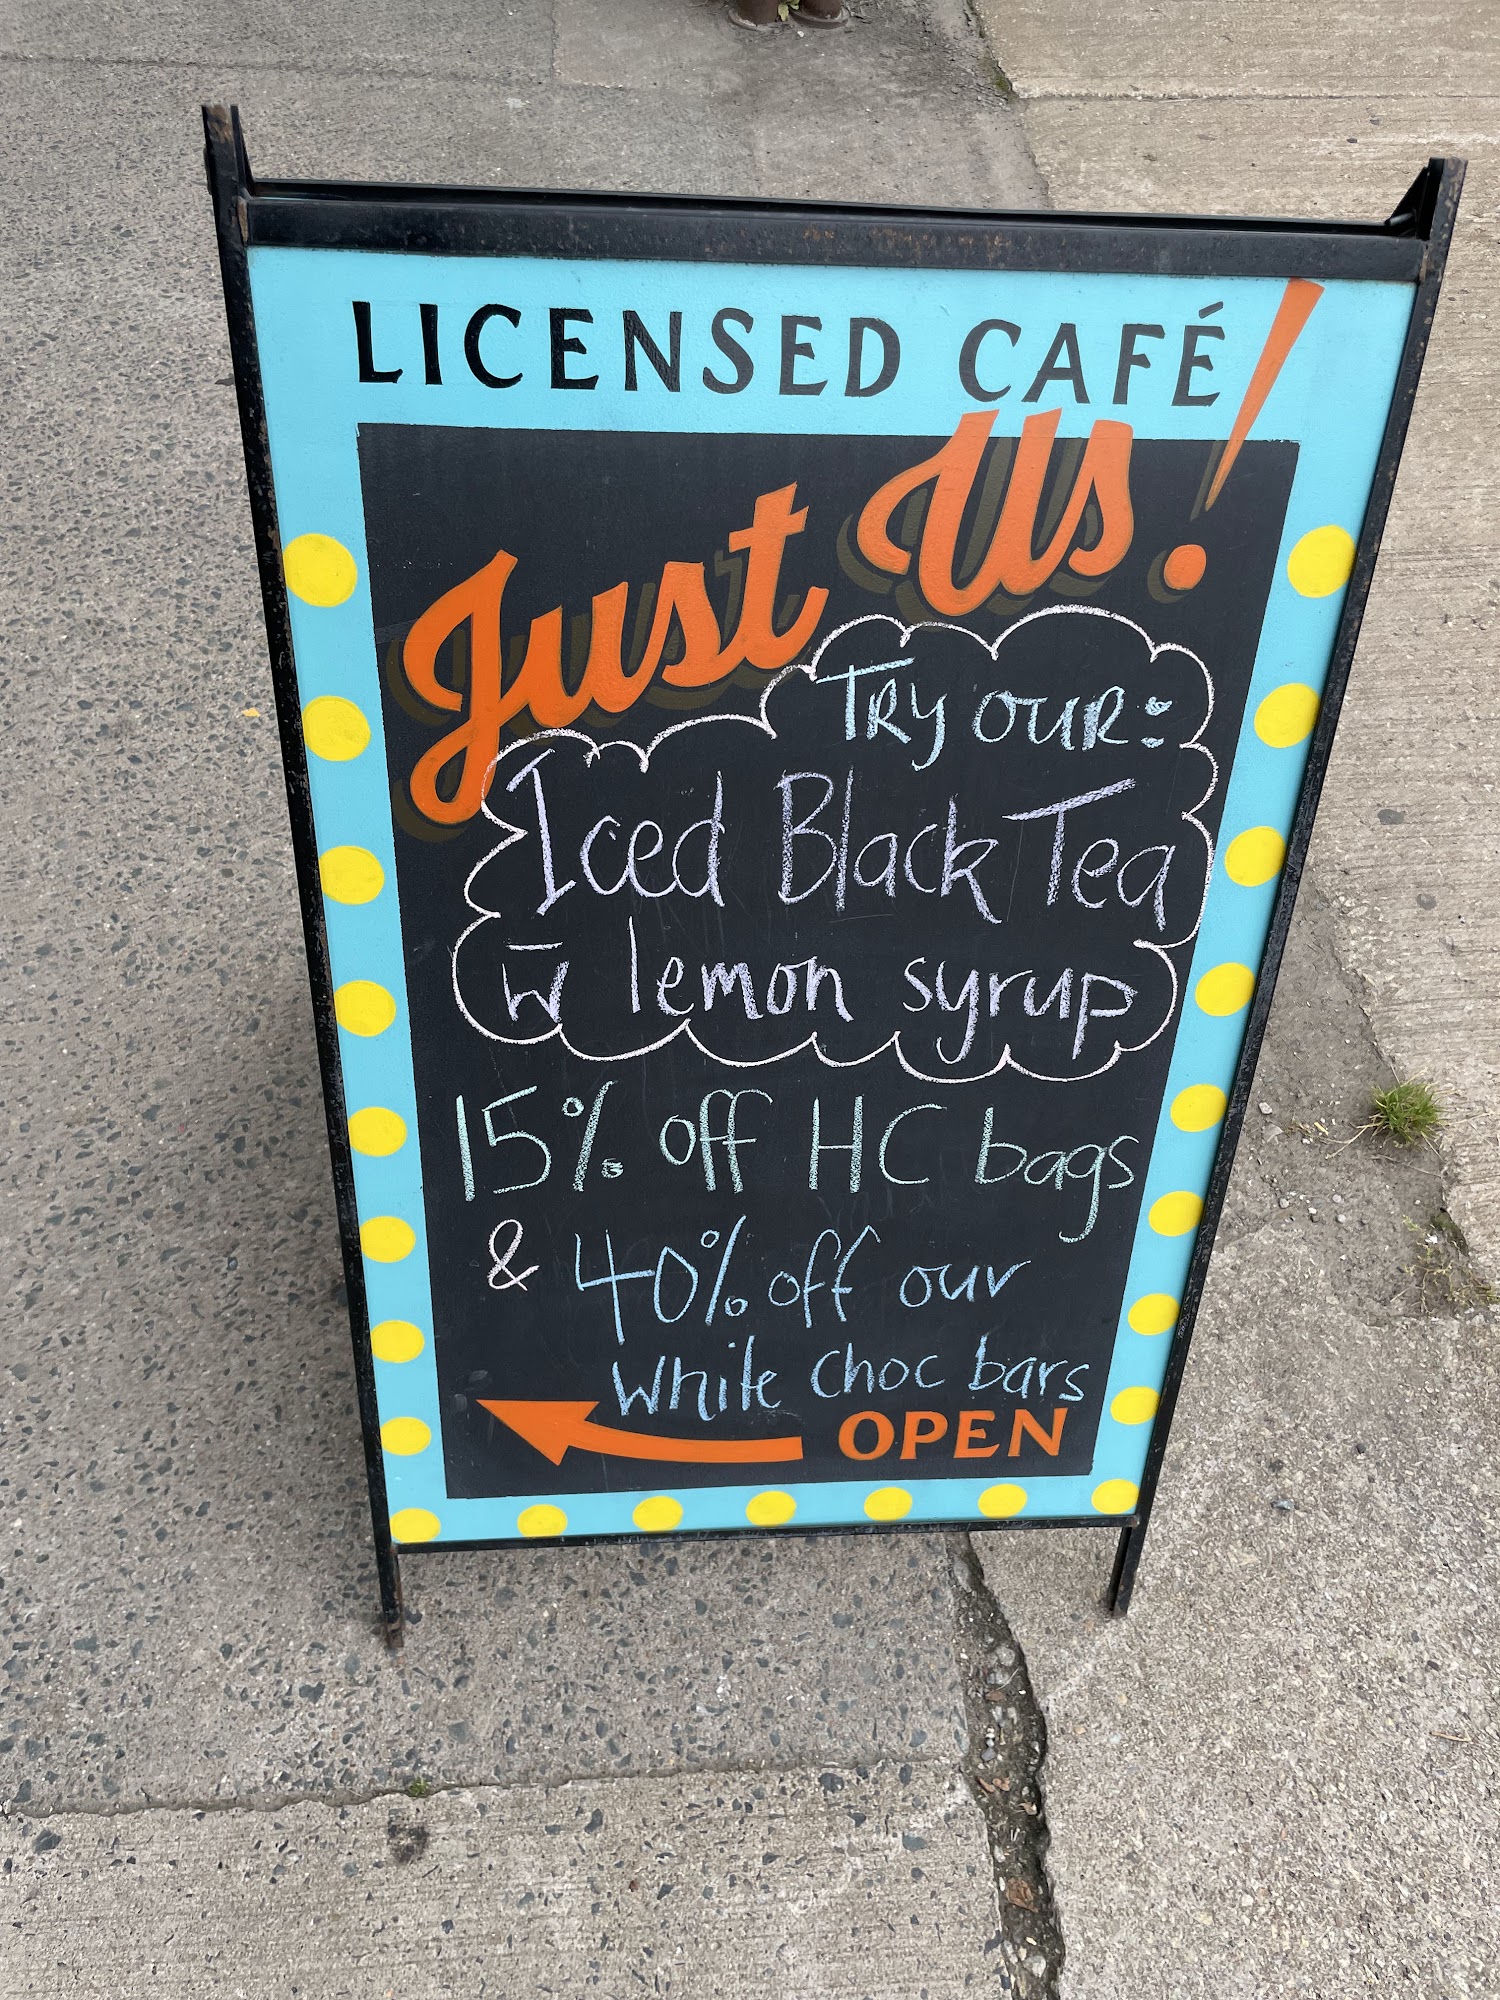 LICENSED CAFÉ
Just Us!
TRY OUR:
Iced Black Tea
w̄ lemon syrup
15% off HC bags
& 40% off our
White choc bars
OPEN